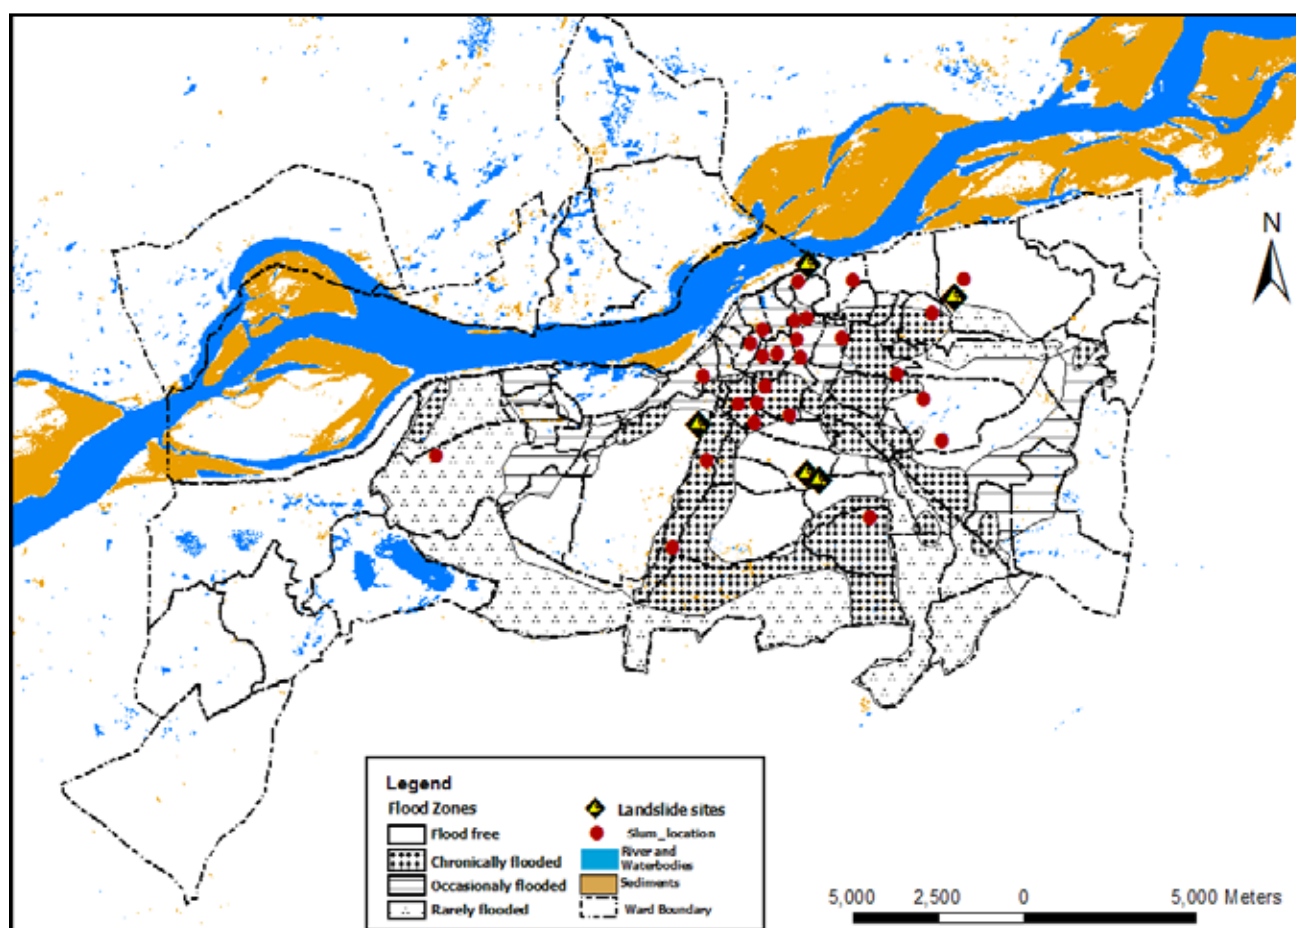 N
Legend
Flood Zones
Flood free
Chronically flooded
Occasionaly flooded
Rarely flooded
Landslide sites
Slum_location
River and
Waterbodies
Sediments
Ward Boundary
5,000 2,500 0 5,000 Meters